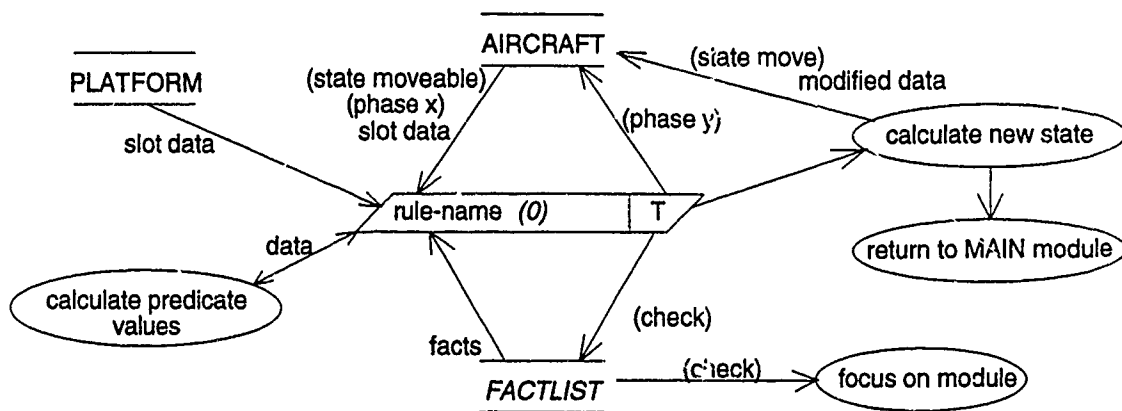 AIRCRAFT
PLATFORM
(state moveable)
(phase x)
slot data
(state move)
modified data
slot data
(phase y)
calculate new state
rule-name (0)
T
return to MAIN module
data
calculate predicate
values
facts
(check)
FACTLIST
(check)
focus on module